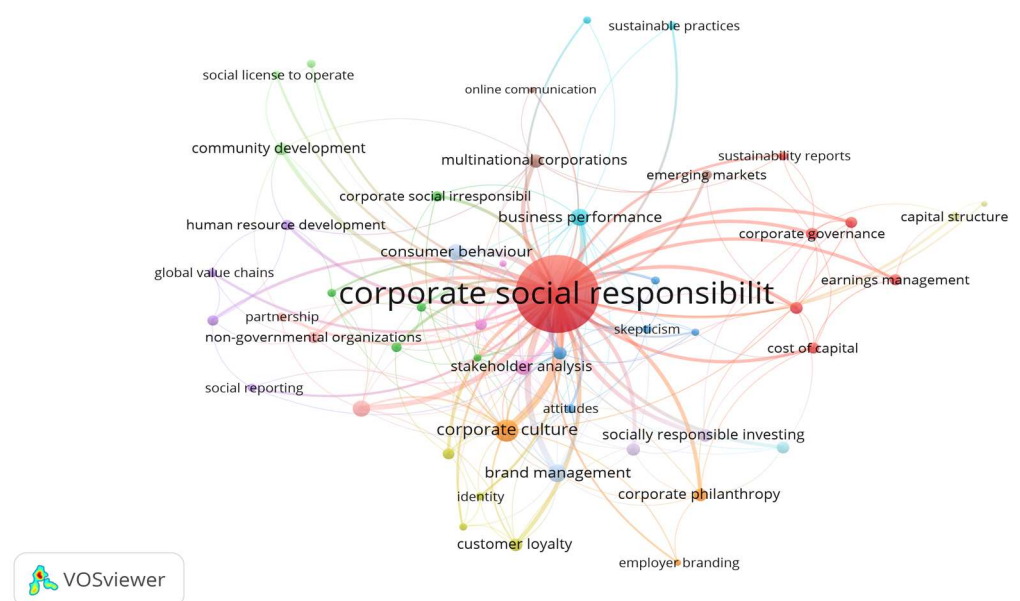 sustainable practices
social license to operate
online communication
community development
multinational corporations
sustainability reports
emerging markets
corporate social irresponsibil
business performance
capital structure
human resource development
corporate governance
consumer behaviour
global value chains
earnings management
corporate social responsibilit
partnership
skepticism
non-governmental organizations
cost of capital
stakeholder analysis
social reporting
attitudes
corporate culture
socially responsible investing
brand management
identity
corporate philanthropy
customer loyalty
employer branding
VOSviewer